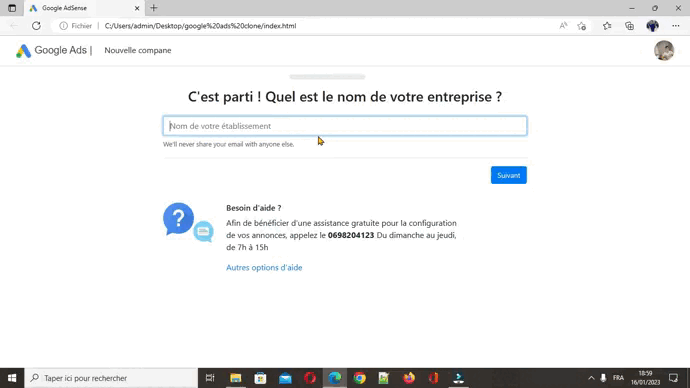 Google AdSense
Fichier
C:/Users/admin/Desktop/google%20ads%20clone/index.html
Google Ads |
Nouvelle compane
C'est parti ! Quel est le nom de votre entreprise ?
Nom de votre établissement
We'll never share your email with anyone else.
Suivant
Besoin d'aide ?
Afin de bénéficier d'une assistance gratuite pour la configuration
de vos annonces, appelez le 0698204123 Du dimanche au jeudi,
de 7h à 15h
Autres options d'aide
Taper ici pour rechercher
FRA
18:59
16/01/2023